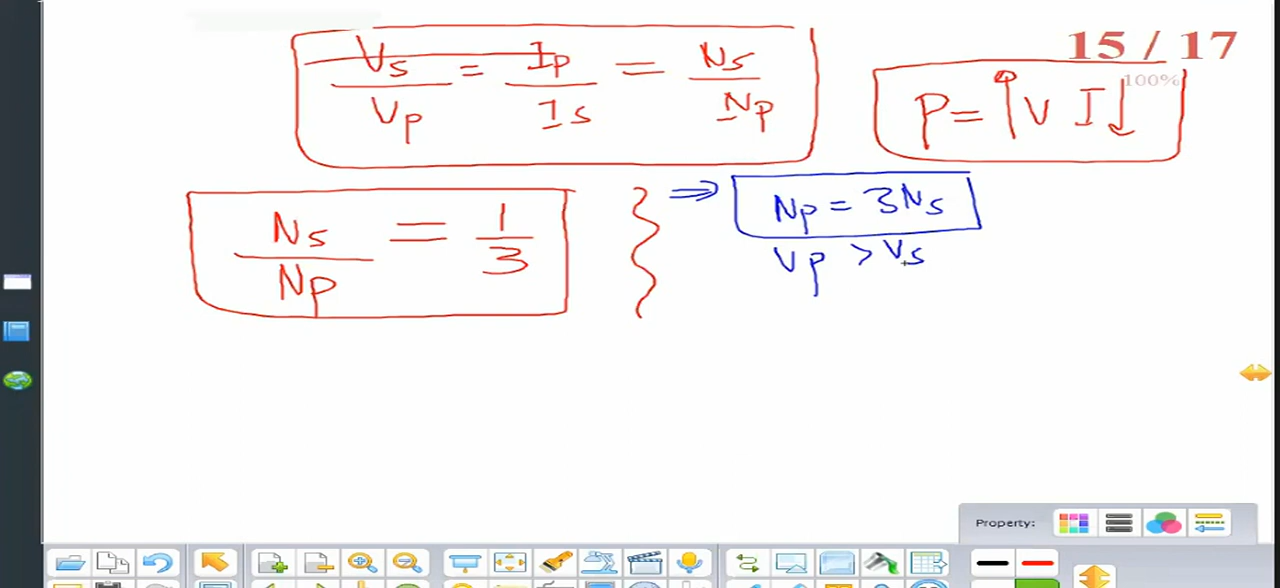 15 / 17
100%
Vs/Vp = Ip/Is = Ns/Np
P = ↑V I↓
Ns/Np = 1/3 } ⇒ Np = 3Ns
Vp > Vs
Property: